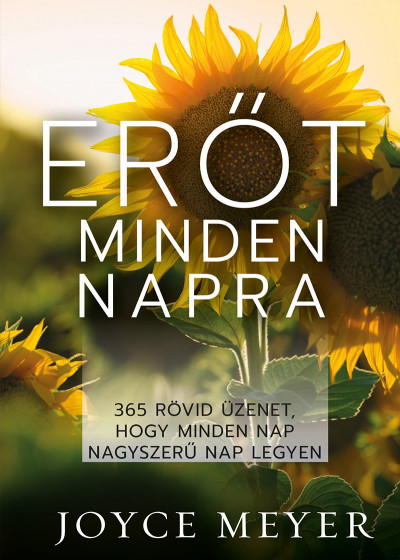 ERŐT
MINDEN
NAPRA
365 RÖVID ÜZENET,
HOGY MINDEN NAP
NAGYSZERŰ NAP LEGYEN
JOYCE MEYER